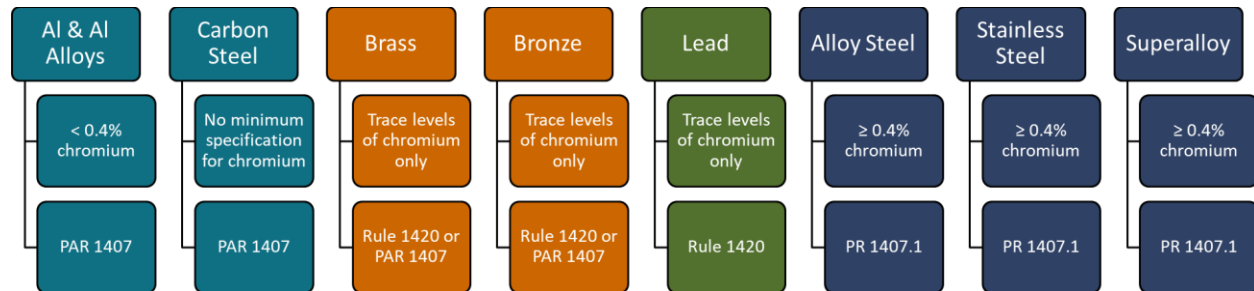 Al & Al
Alloys
Carbon
Steel
Brass
Bronze
Lead
Alloy Steel
Stainless
Steel
Superalloy
< 0.4%
chromium
No minimum
specification
for chromium
Trace levels
of chromium
only
Trace levels
of chromium
only
Trace levels
of chromium
only
≥ 0.4%
chromium
≥ 0.4%
chromium
≥ 0.4%
chromium
PAR 1407
PAR 1407
Rule 1420 or
PAR 1407
Rule 1420 or
PAR 1407
Rule 1420
PR 1407.1
PR 1407.1
PR 1407.1